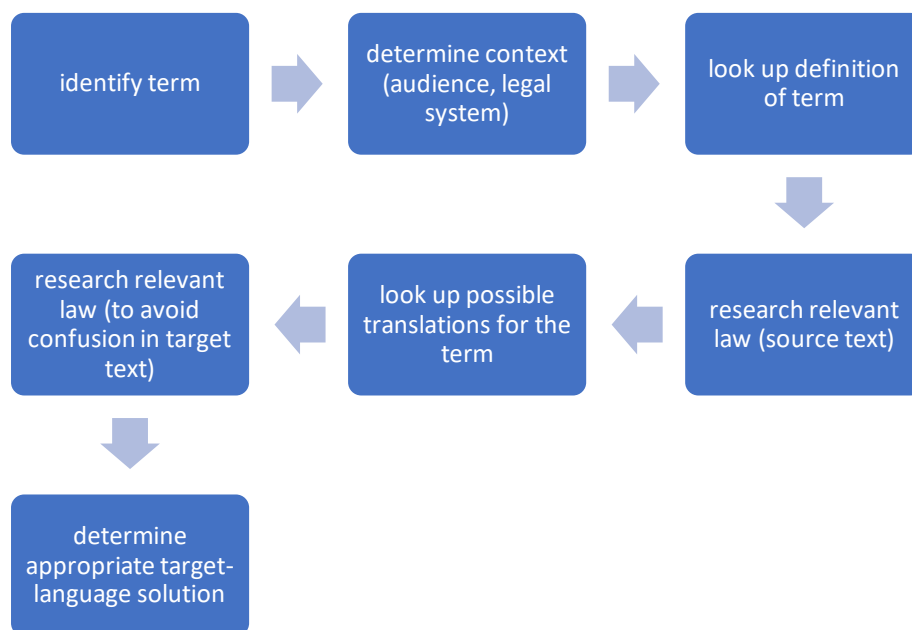 identify term
determine context
(audience, legal
system)
look up definition
of term
research relevant
law (source text)
look up possible
translations for the
term
research relevant
law (to avoid
confusion in target
text)
determine
appropriate target-
language solution